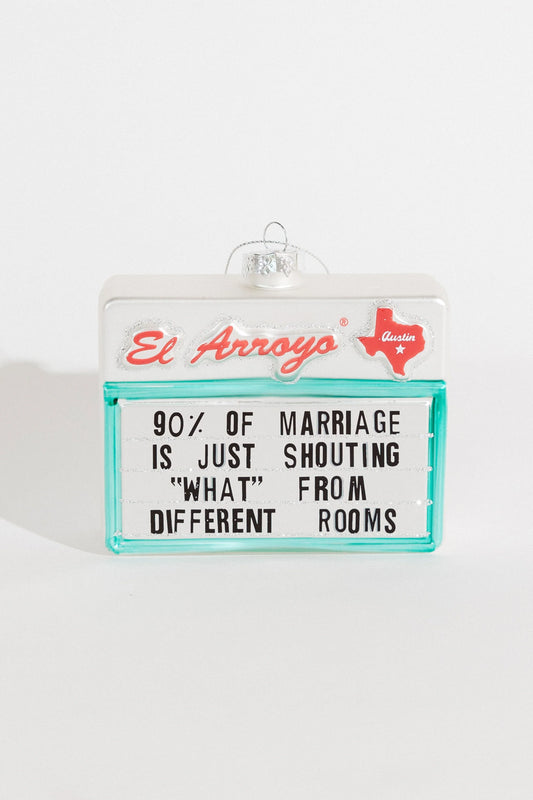 El Arroyo®
Austin
90% OF MARRIAGE
IS JUST SHOUTING
"WHAT" FROM
DIFFERENT ROOMS